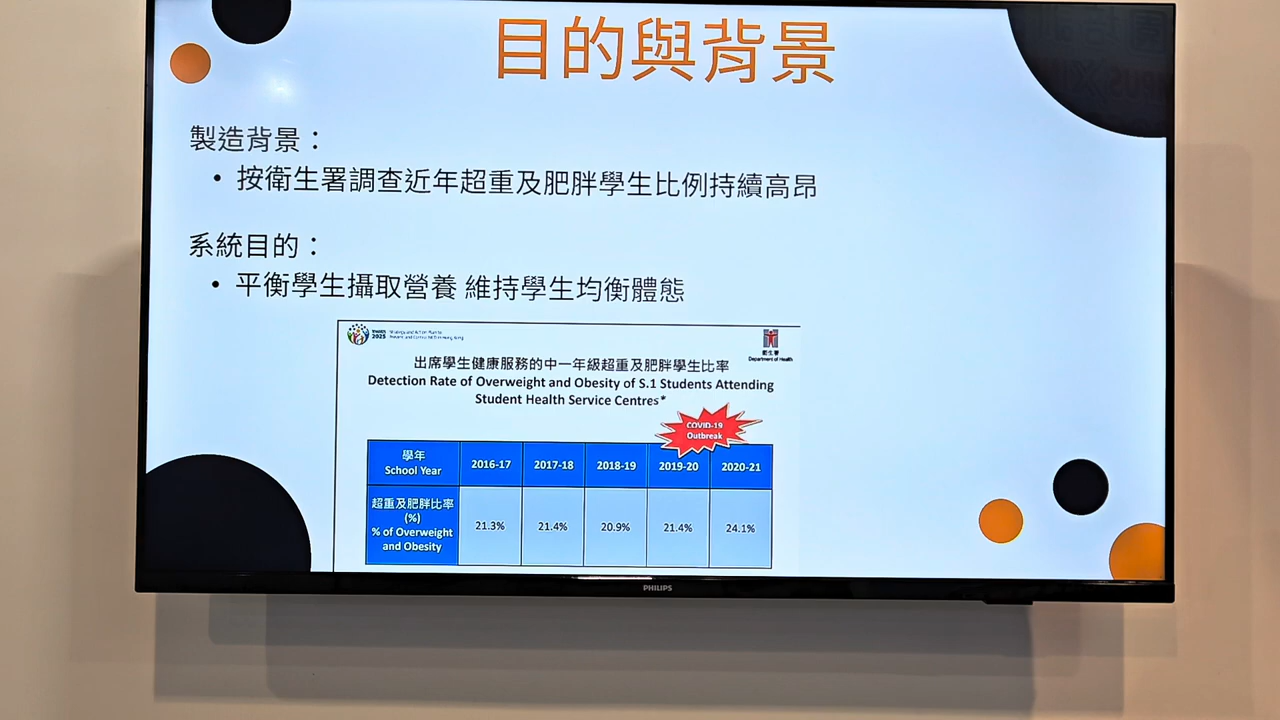 目的與背景
製造背景：
• 按衛生署調查近年超重及肥胖學生比例持續高昂
系統目的：
• 平衡學生攝取營養 維持學生均衡體態
2025
衞生署
Department of Health
出席學生健康服務的中一年級超重及肥胖學生比率
Detection Rate of Overweight and Obesity of S.1 Students Attending
Student Health Service Centres*
COVID-19
Outbreak
學年
School Year
2016-17
2017-18
2018-19
2019-20
2020-21
超重及肥胖比率
(%)
% of Overweight
and Obesity
21.3%
21.4%
20.9%
21.4%
24.1%
PHILIPS